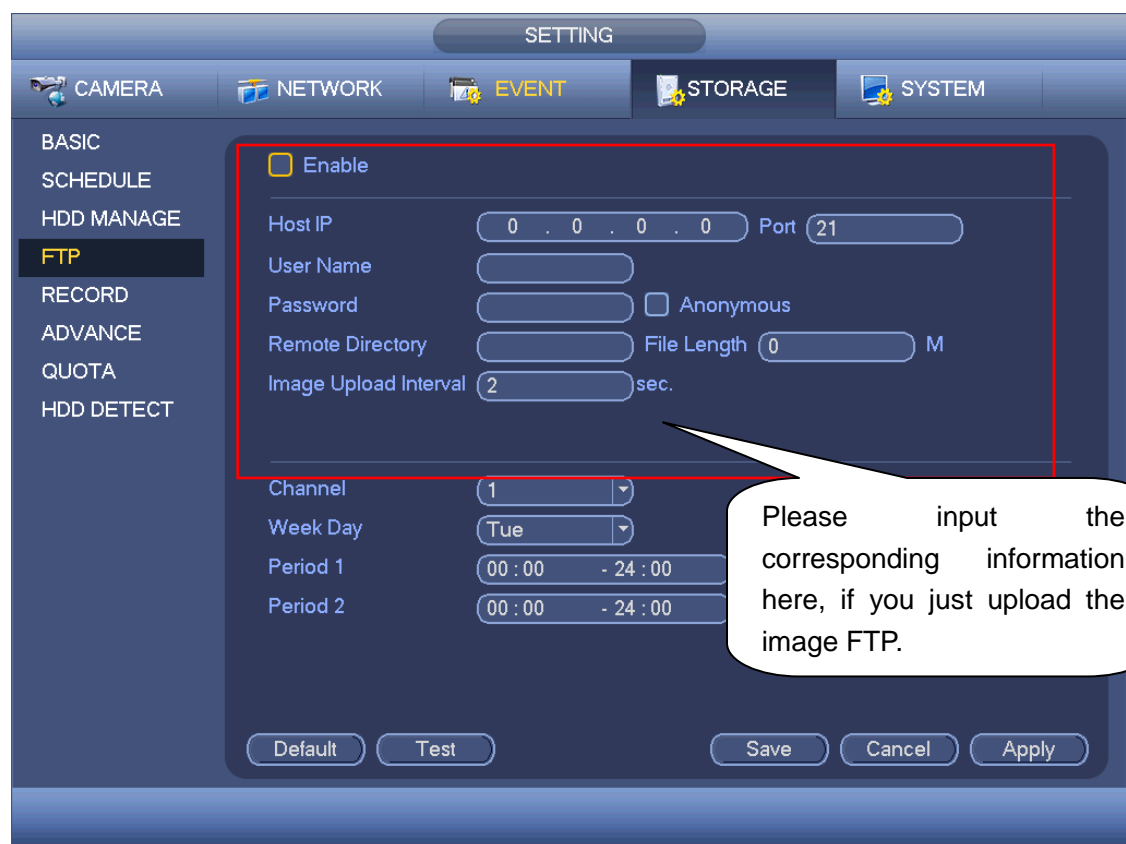 SETTING
CAMERA NETWORK EVENT STORAGE SYSTEM
BASIC
SCHEDULE
HDD MANAGE
FTP
RECORD
ADVANCE
QUOTA
HDD DETECT
Enable
Host IP 0 . 0 . 0 . 0 Port 21
User Name
Password Anonymous
Remote Directory File Length 0 M
Image Upload Interval 2 sec.
Channel 1
Week Day Tue
Period 1 00 : 00 - 24 : 00
Period 2 00 : 00 - 24 : 00
Please input the
corresponding information
here, if you just upload the
image FTP.
Default Test Save Cancel Apply